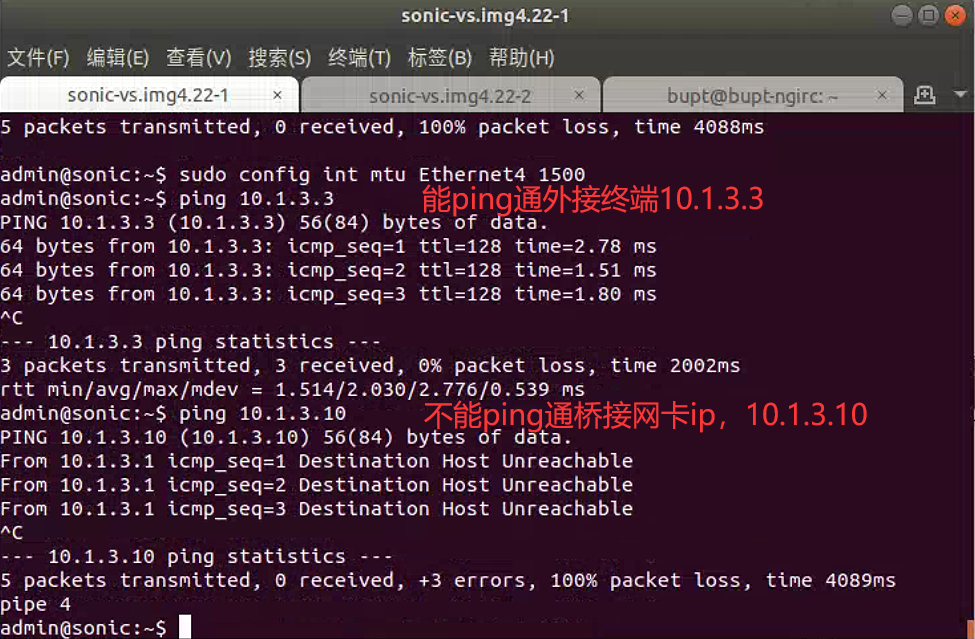 sonic-vs.img4.22-1
文件(F) 编辑(E) 查看(V) 搜索(S) 终端(T) 标签(B) 帮助(H)
sonic-vs.img4.22-1 × sonic-vs.img4.22-2 × bupt@bupt-ngirc: ~ ×
5 packets transmitted, 0 received, 100% packet loss, time 4088ms
admin@sonic:~$ sudo config int mtu Ethernet4 1500
admin@sonic:~$ ping 10.1.3.3
能ping通外接终端10.1.3.3
PING 10.1.3.3 (10.1.3.3) 56(84) bytes of data.
64 bytes from 10.1.3.3: icmp_seq=1 ttl=128 time=2.78 ms
64 bytes from 10.1.3.3: icmp_seq=2 ttl=128 time=1.51 ms
64 bytes from 10.1.3.3: icmp_seq=3 ttl=128 time=1.80 ms
^C
--- 10.1.3.3 ping statistics ---
3 packets transmitted, 3 received, 0% packet loss, time 2002ms
rtt min/avg/max/mdev = 1.514/2.030/2.776/0.539 ms
admin@sonic:~$ ping 10.1.3.10
不能ping通桥接网卡ip，10.1.3.10
PING 10.1.3.10 (10.1.3.10) 56(84) bytes of data.
From 10.1.3.1 icmp_seq=1 Destination Host Unreachable
From 10.1.3.1 icmp_seq=2 Destination Host Unreachable
From 10.1.3.1 icmp_seq=3 Destination Host Unreachable
^C
--- 10.1.3.10 ping statistics ---
5 packets transmitted, 0 received, +3 errors, 100% packet loss, time 4089ms
pipe 4
admin@sonic:~$